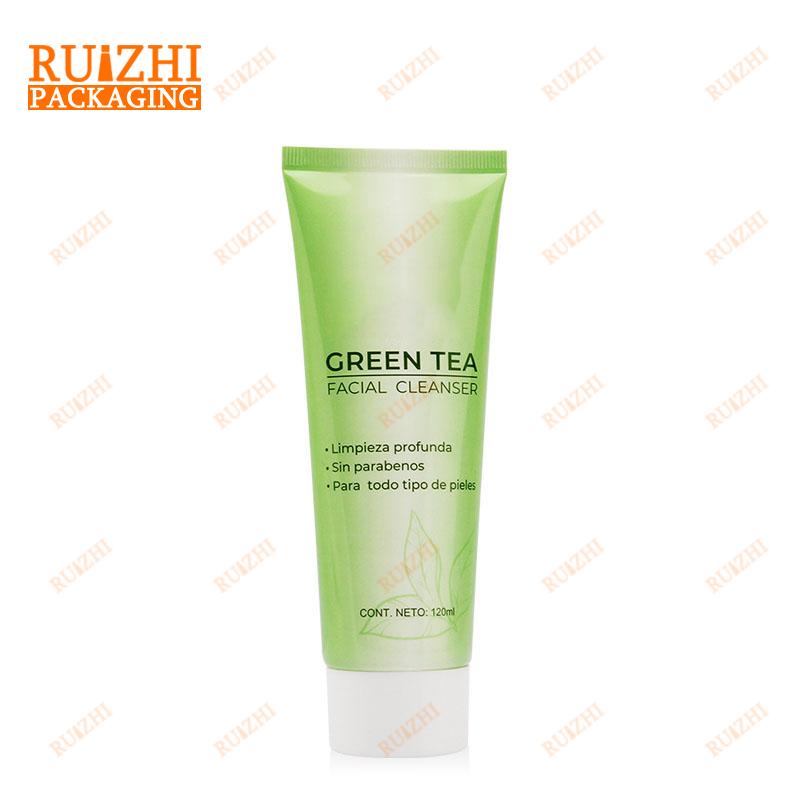 RUIZHI
PACKAGING
GREEN TEA
FACIAL CLEANSER
• Limpieza profunda
• Sin parabenos
• Para todo tipo de pieles
CONT. NETO: 120ml